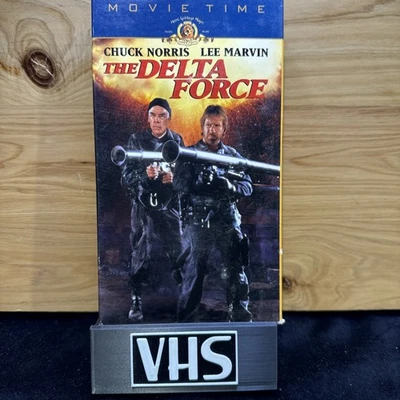 MOVIE TIME
CHUCK NORRIS LEE MARVIN
THE DELTA
FORCE
VHS